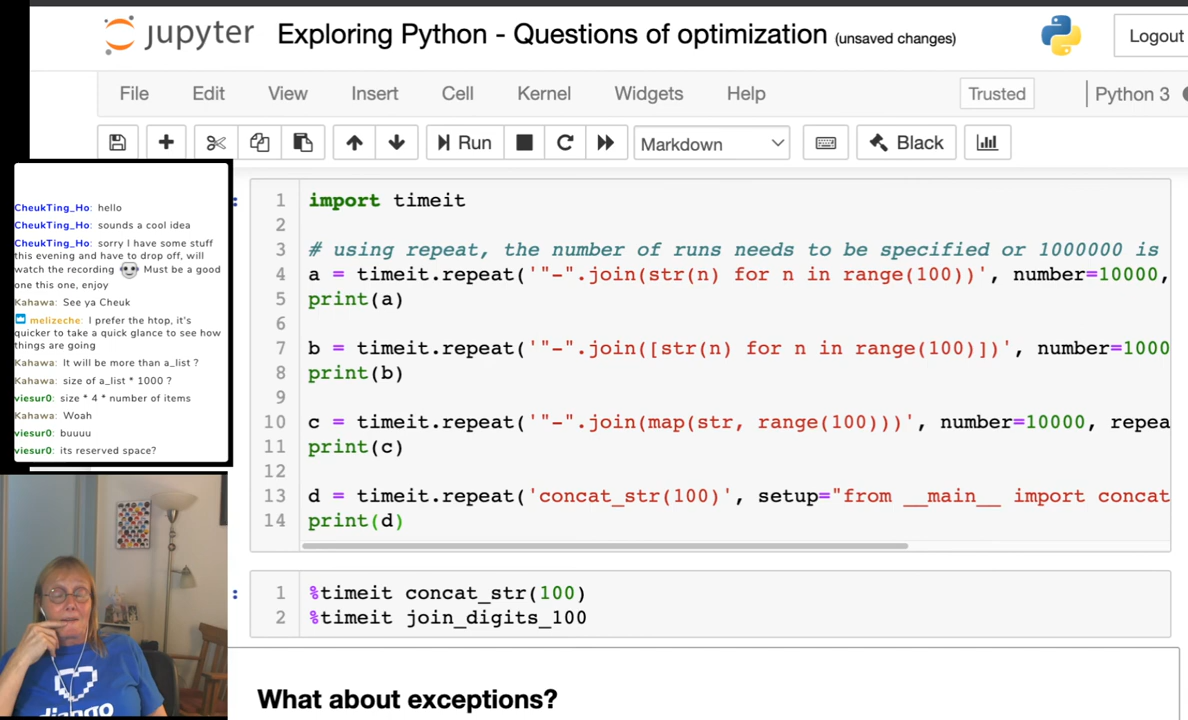 jupyter Exploring Python - Questions of optimization (unsaved changes)
Logout
File Edit View Insert Cell Kernel Widgets Help
Trusted
Python 3
Run
Markdown
Black
CheukTing_Ho: hello
CheukTing_Ho: sounds a cool idea
CheukTing_Ho: sorry I have some stuff
this evening and have to drop off, will
watch the recording Must be a good
one this one, enjoy
Kahawa: See ya Cheuk
melizeche: I prefer the htop, it's
quicker to take a quick glance to see how
things are going
Kahawa: It will be more than a_list ?
Kahawa: size of a_list * 1000 ?
viesur0: size * 4 * number of items
Kahawa: Woah
viesur0: buuuu
viesur0: its reserved space?
:
1 import timeit
2
3 # using repeat, the number of runs needs to be specified or 1000000 is
4 a = timeit.repeat('"-".join(str(n) for n in range(100))', number=10000,
5 print(a)
6
7 b = timeit.repeat('"-".join([str(n) for n in range(100)])', number=1000
8 print(b)
9
10 c = timeit.repeat('"-".join(map(str, range(100)))', number=10000, repea
11 print(c)
12
13 d = timeit.repeat('concat_str(100)', setup="from __main__ import concat
14 print(d)
:
1 %timeit concat_str(100)
2 %timeit join_digits_100
What about exceptions?
django